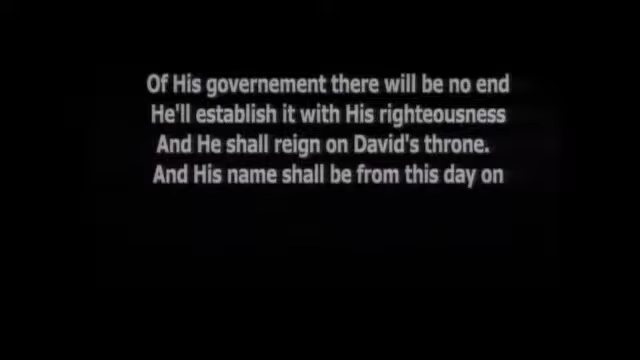 Of His governement there will be no end
He'll establish it with His righteousness
And He shall reign on David's throne.
And His name shall be from this day on